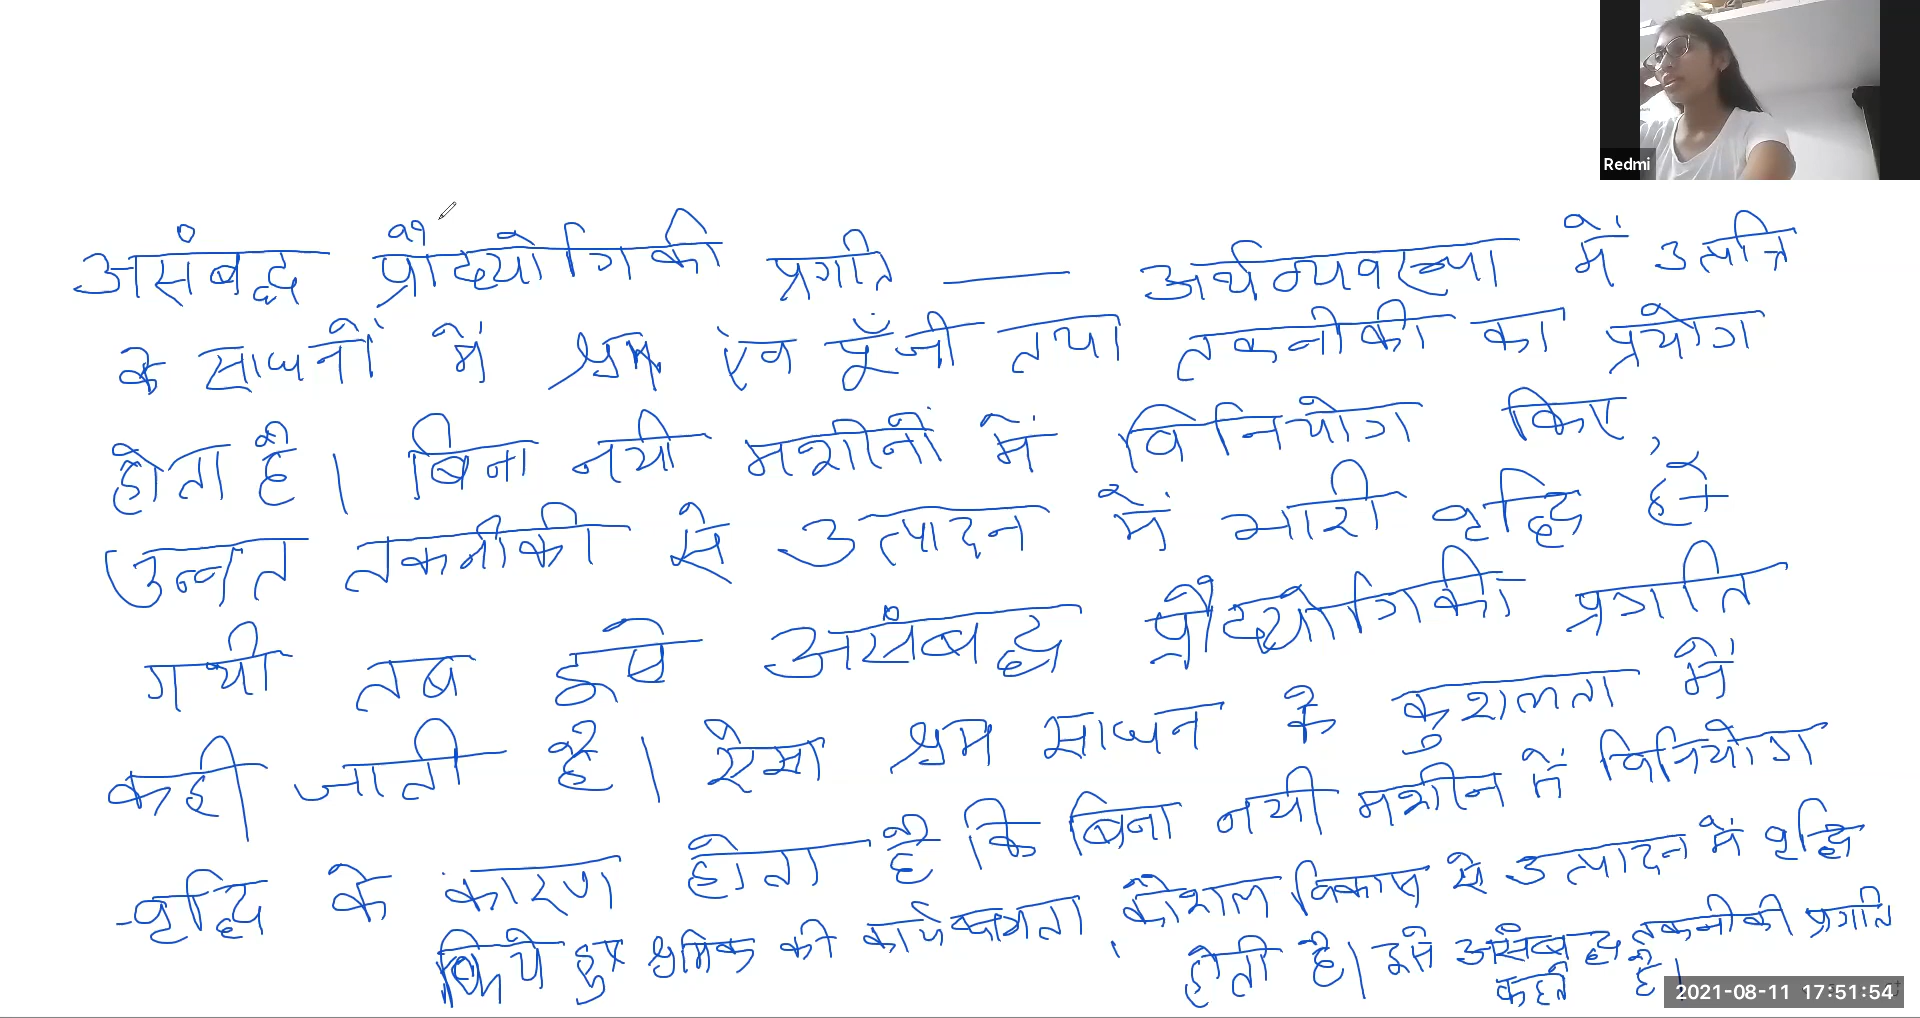 Redmi
असंबद्ध प्रौद्योगिकी प्रगति — अर्थव्यवस्था में उत्पत्ति
के साधनों में श्रम एंव पूँजी तथा तकनीकी का प्रयोग
होता है। बिना नयी मशीनों में विनियोग किए,
उन्नत तकनीकी से उत्पादन में भारी वृद्धि हो
गयी तब इसे असंबद्ध प्रौद्योगिकी प्रगति
कही जाती है। ऐसा श्रम साधन के कुशलता में
वृद्धि के कारण होता है कि बिना नयी मशीन में विनियोग
किये हुए श्रमिक की कार्यक्षमता, कौशल विकास से उत्पादन में वृद्धि
होती है। इसे असंबद्ध तकनीकी प्रगति
कहते है।
2021-08-11 17:51:54